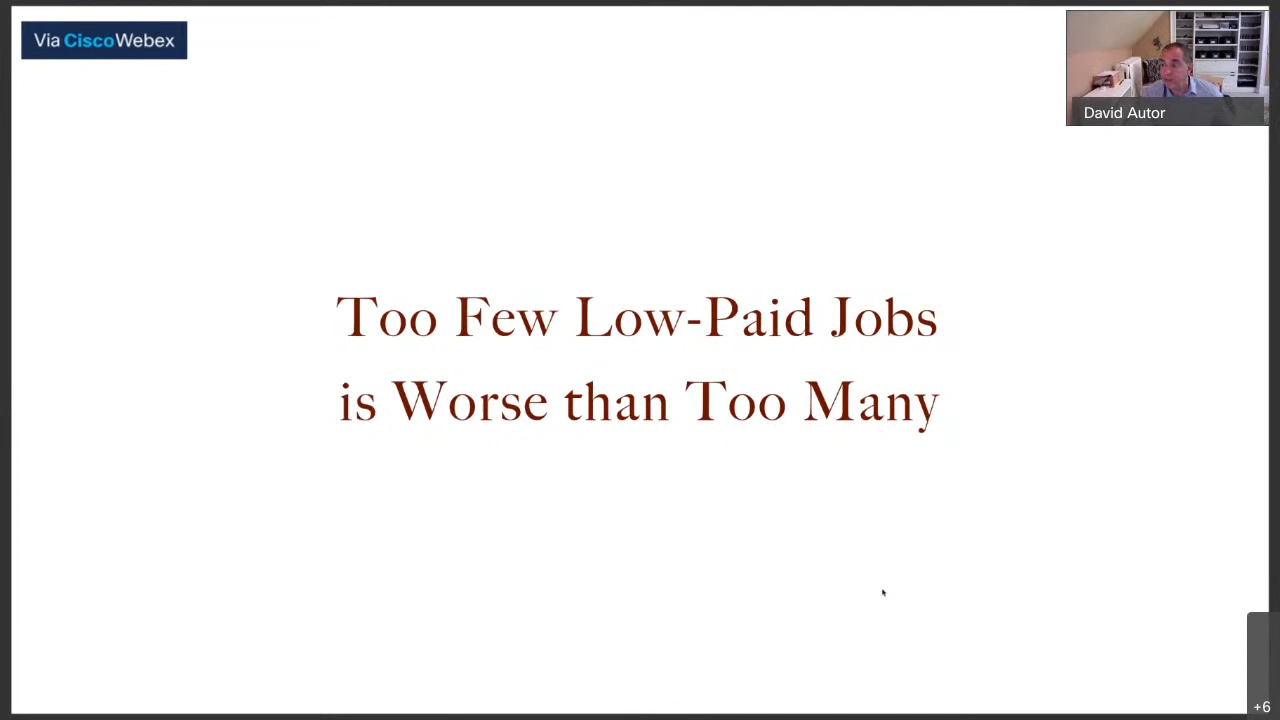 Via CiscoWebex
David Autor
Too Few Low-Paid Jobs
is Worse than Too Many
+6